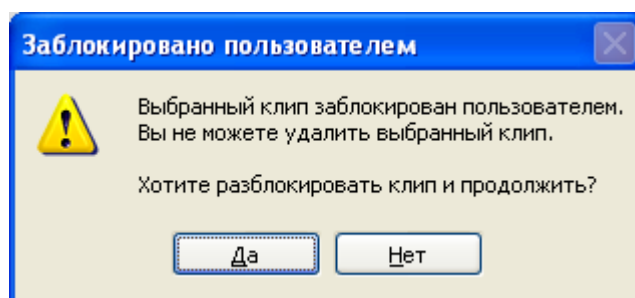 Заблокировано пользователем
Выбранный клип заблокирован пользователем.
Вы не можете удалить выбранный клип.
Хотите разблокировать клип и продолжить?
Да
Нет